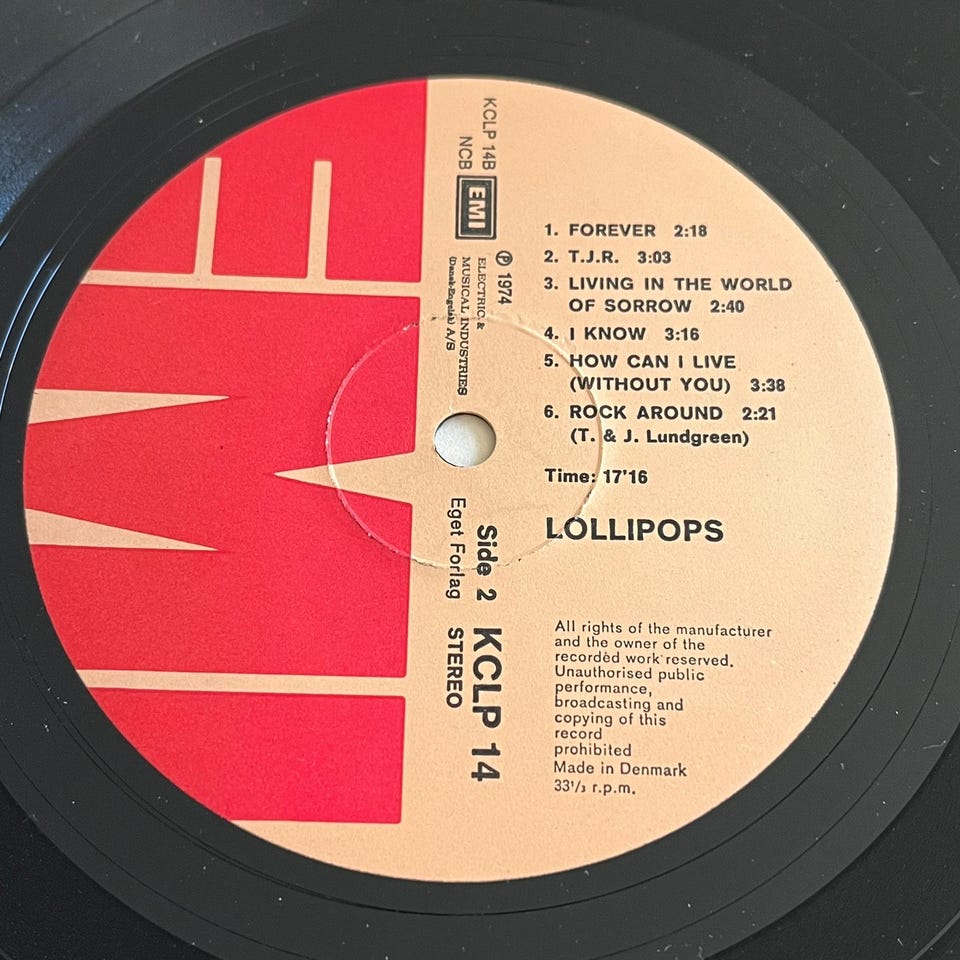 KCLP 14B
NCB
EMI
Ⓟ 1974
ELECTRIC &
MUSICAL INDUSTRIES
(Dansk-Engelsk) A/S
1. FOREVER 2:18
2. T.J.R. 3:03
3. LIVING IN THE WORLD
OF SORROW 2:40
4. I KNOW 3:16
5. HOW CAN I LIVE
(WITHOUT YOU) 3:38
6. ROCK AROUND 2:21
(T. & J. Lundgreen)
Time: 17'16
LOLLIPOPS
Side 2 KCLP 14
Eget Forlag STEREO
All rights of the manufacturer
and the owner of the
recorded work reserved.
Unauthorised public
performance,
broadcasting and
copying of this
record
prohibited
Made in Denmark
33¹/₃ r.p.m.
EMI